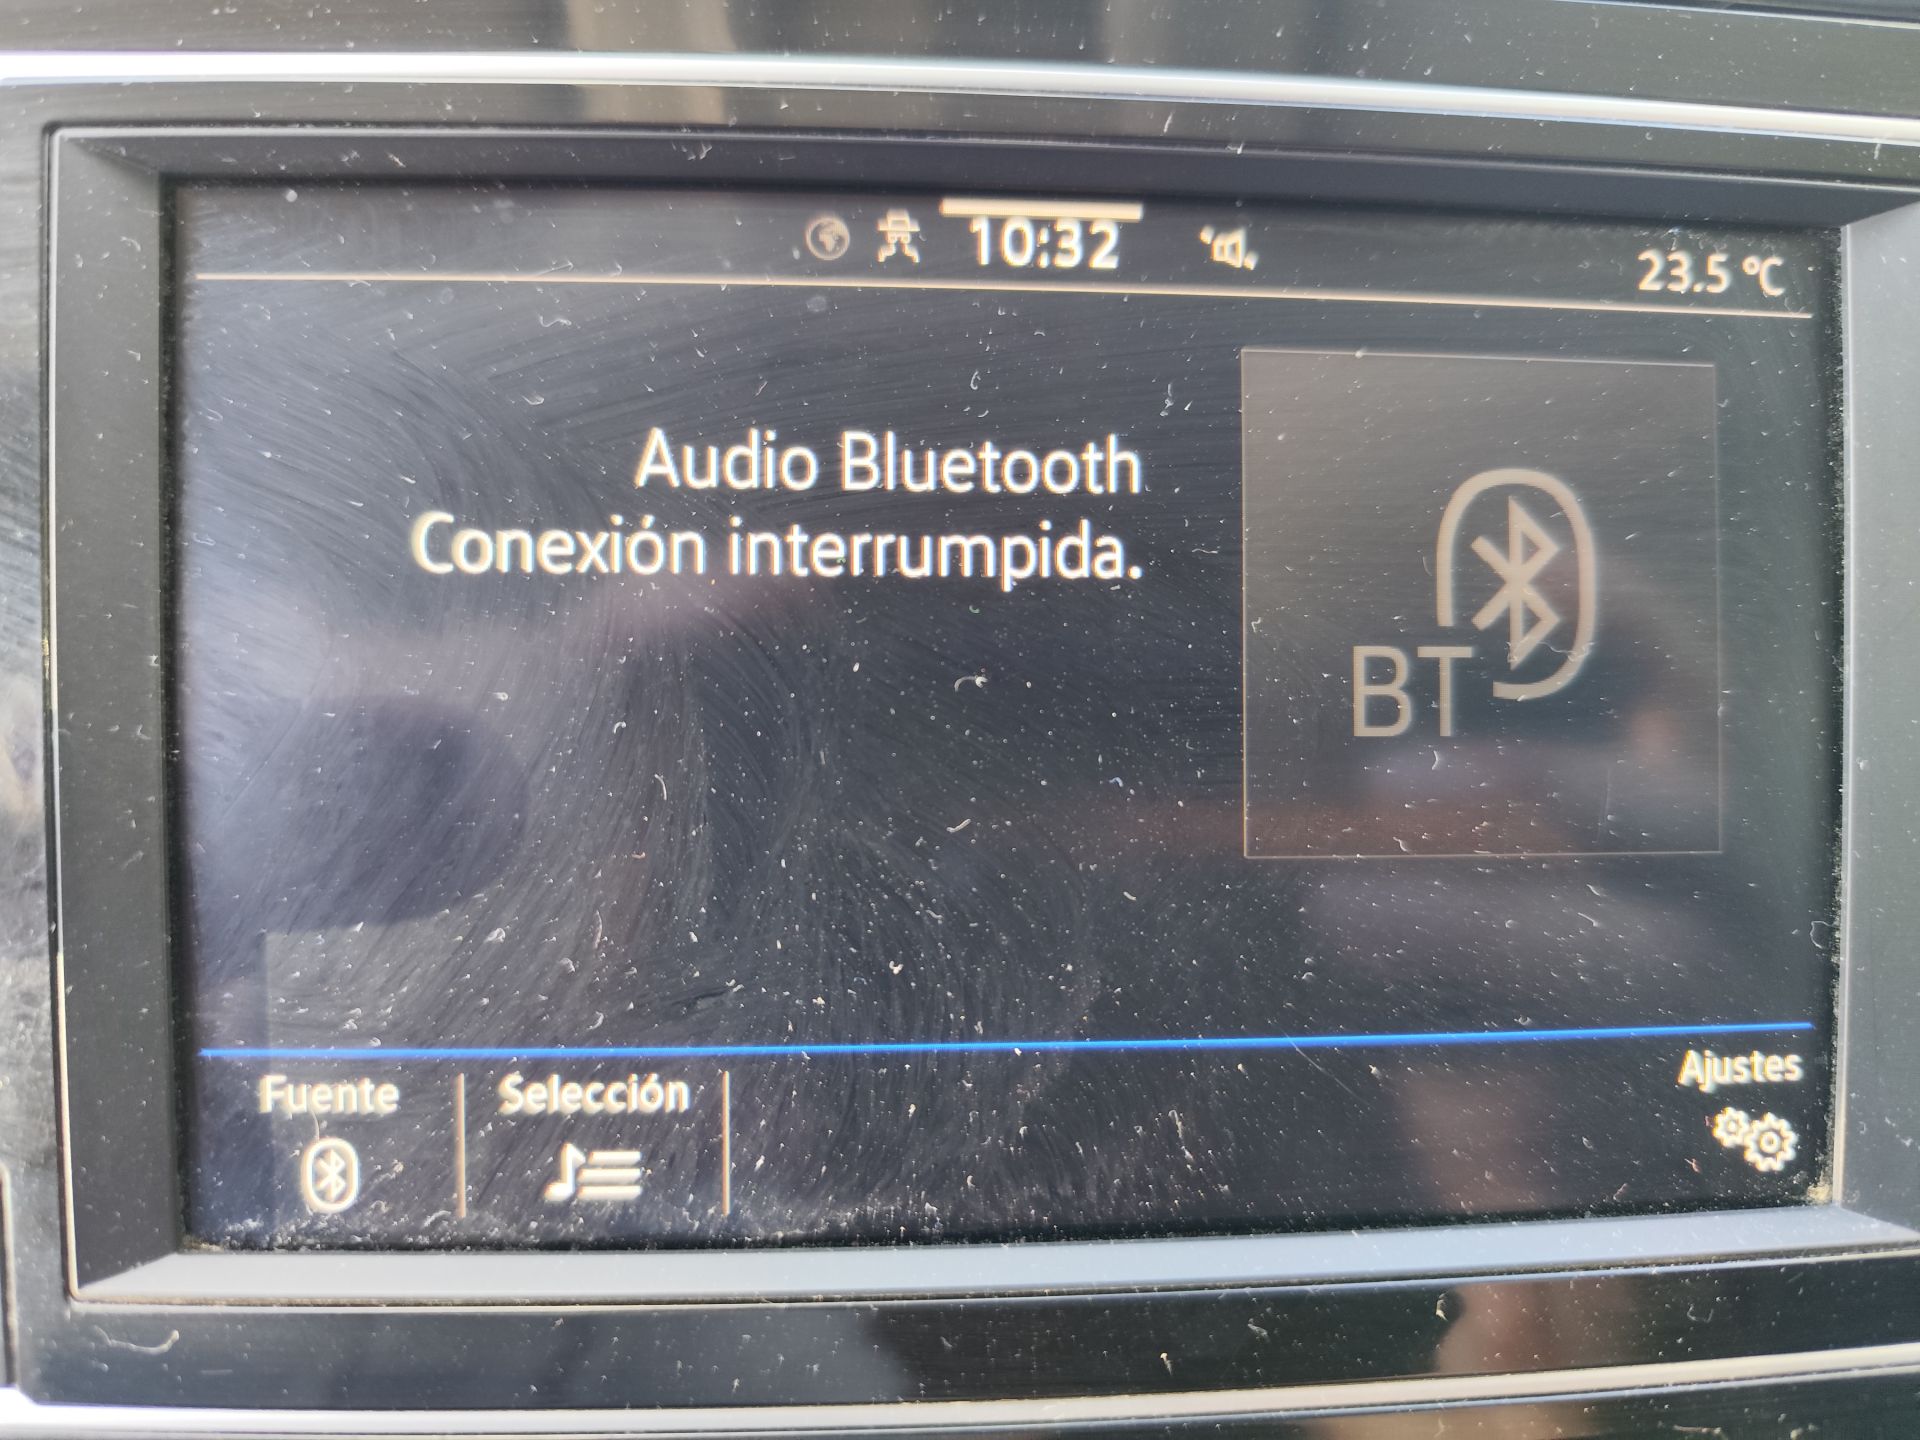 10:32
23.5 °C
Audio Bluetooth
Conexión interrumpida.
BT
Fuente
Selección
Ajustes